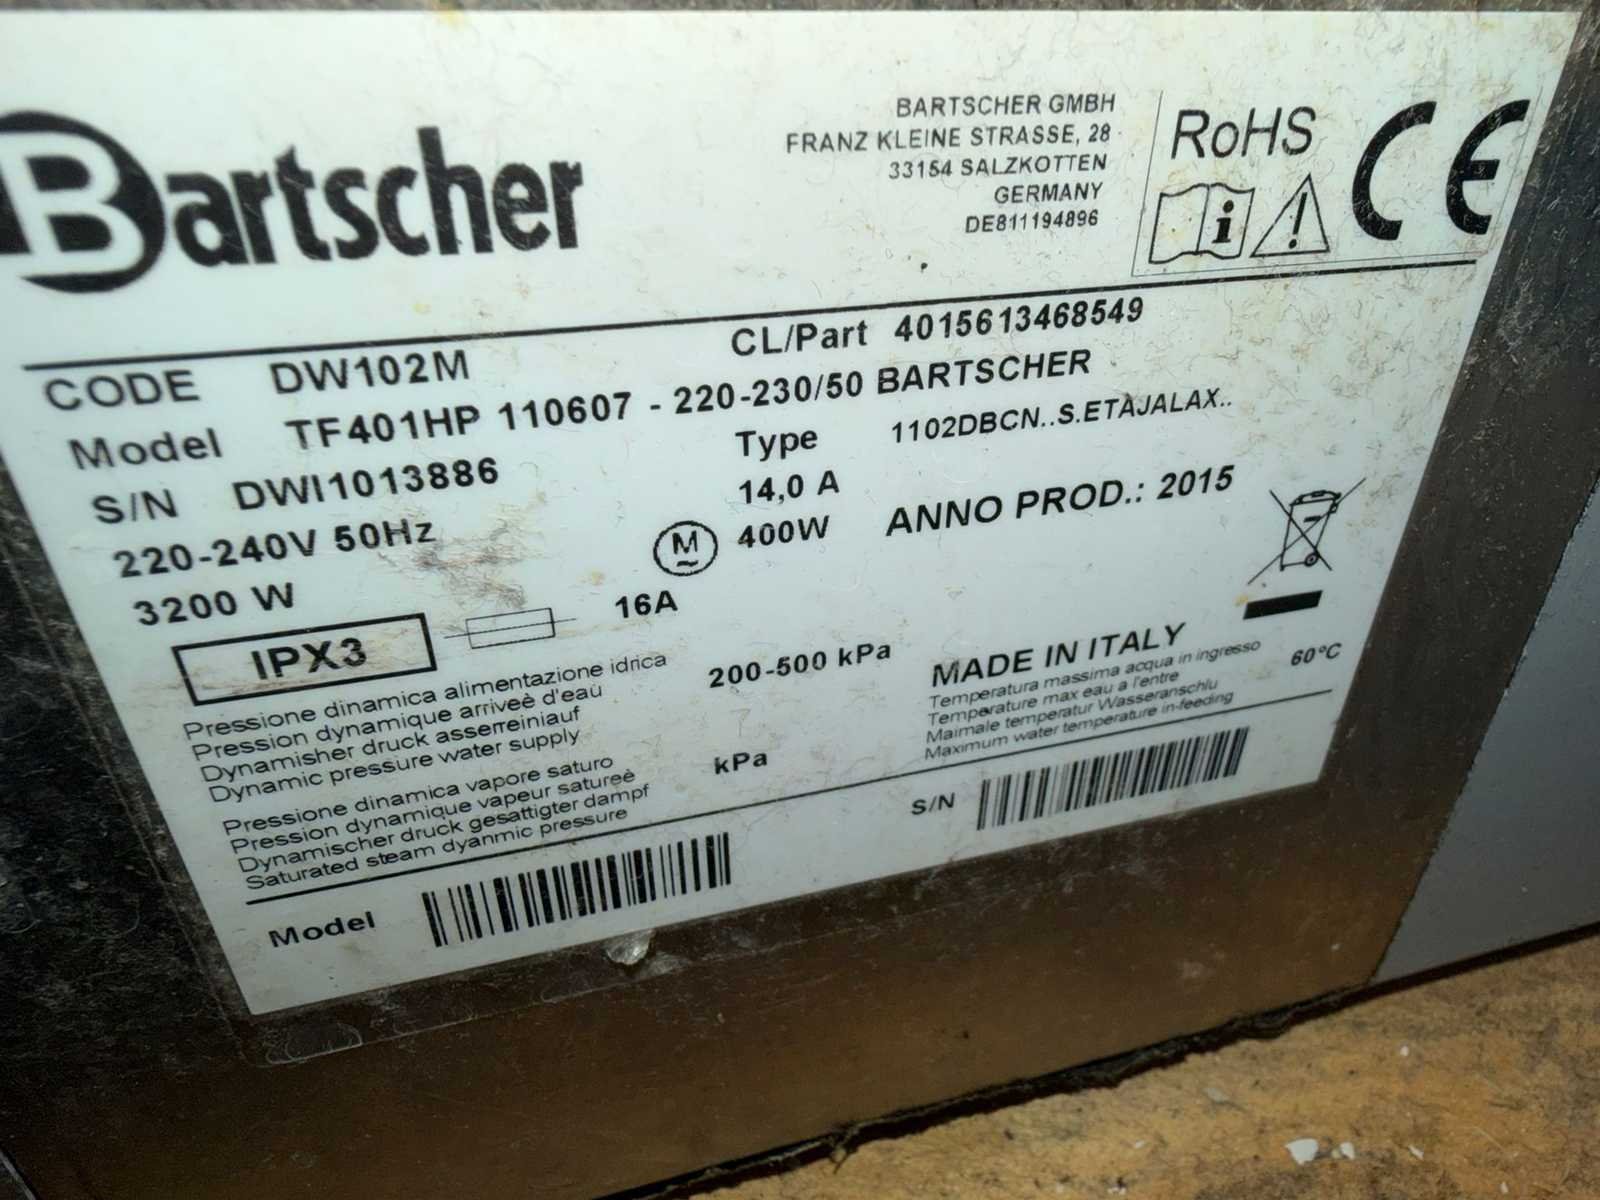 Bartscher
BARTSCHER GMBH
FRANZ KLEINE STRASSE, 28
33154 SALZKOTTEN
GERMANY
DE811194896
RoHS
CE
CODE DW102M CL/Part 4015613468549
Model TF401HP 110607 - 220-230/50 BARTSCHER
S/N DWI1013886 Type 1102DBCN..S.ETÀJALAX..
220-240V 50Hz 14,0 A ANNO PROD.: 2015
3200 W M 400W
IPX3 16A
Pressione dinamica alimentazione idrica
Pression dynamique arriveè d'eau
Dynamisher druck asserreiniauf
Dynamic pressure water supply
200-500 kPa
MADE IN ITALY
Temperatura massima acqua in ingresso
Temperature max eau a l'entre
Maimale temperatur Wasseranschlu
Maximum water temperature in-feeding
60°C
Pressione dinamica vapore saturo
Pression dynamique vapeur satureè
Dynamischer druck gesattigter dampf
Saturated steam dyanmic pressure
kPa
S/N
Model